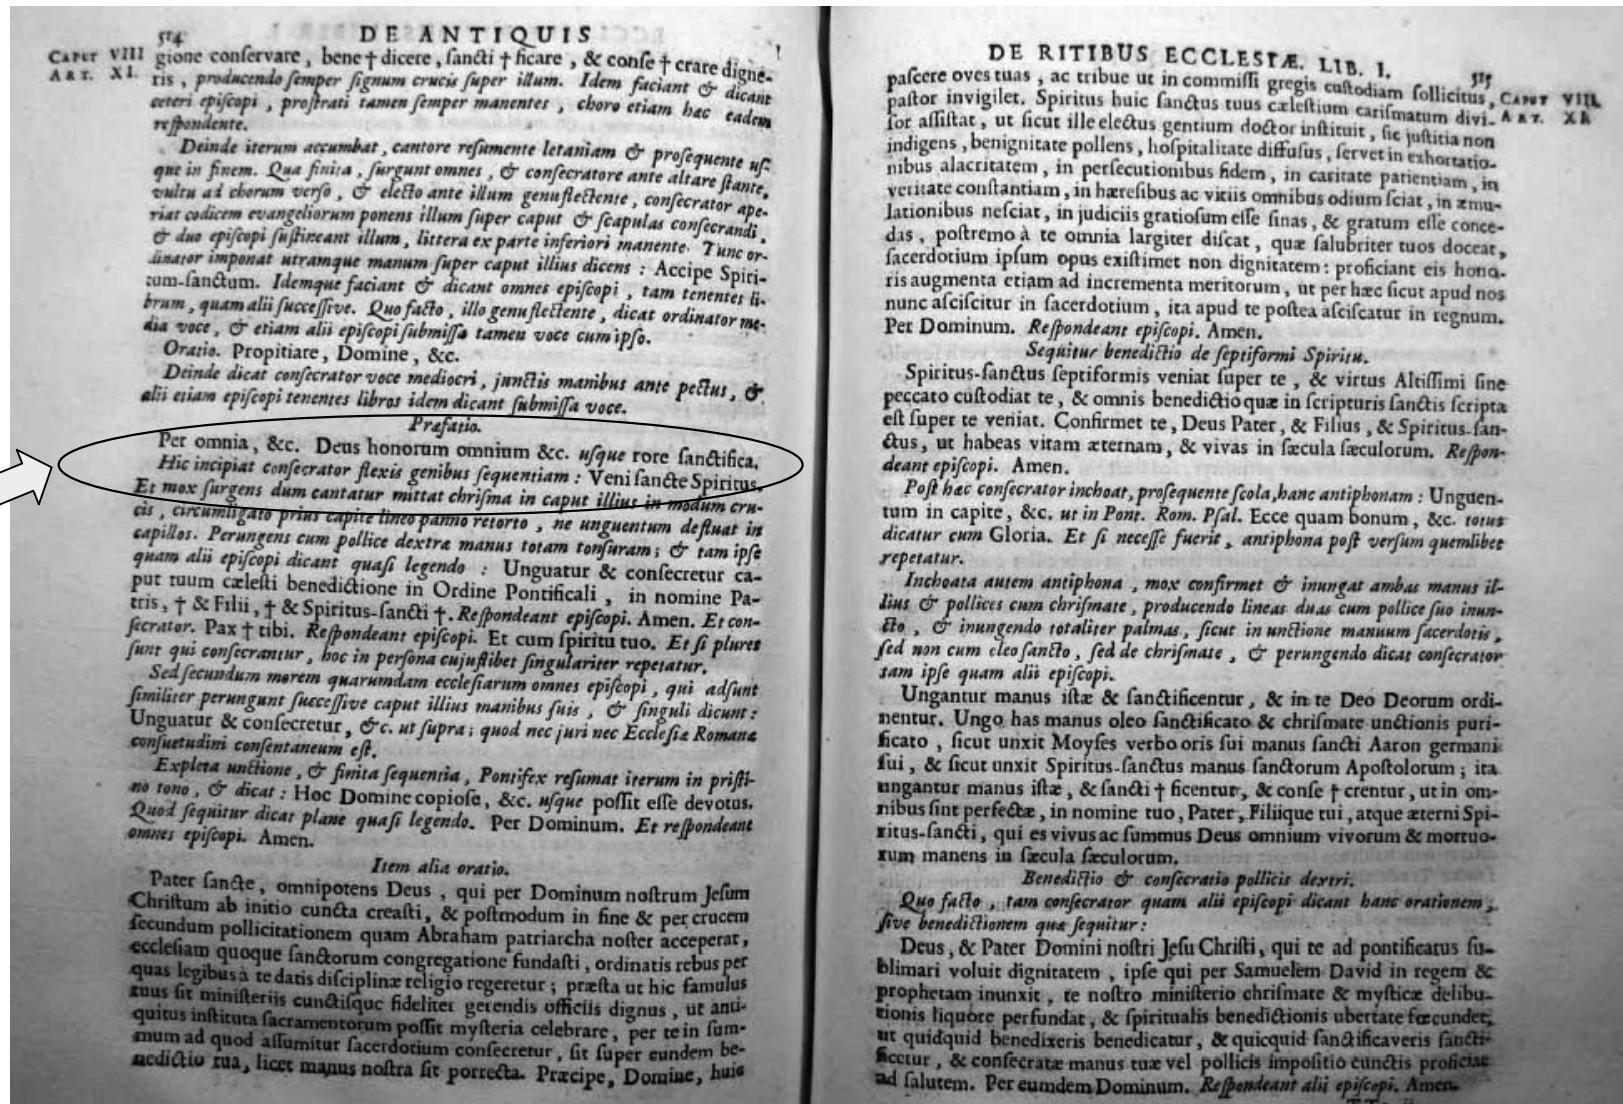 514
DE ANTIQUIS
CAPUT VIII
ART. XI.
gione conſervare, bene † dicere, ſancti † ficare, & conſe † crare digne-
ris, producendo ſemper ſignum crucis ſuper illum. Idem faciant & dicant
ceteri epiſcopi, proſtrati tamen ſemper manentes, choro etiam hac eadem
reſpondente.
Deinde iterum accumbat, cantore reſumente letaniam & proſequente uſ-
que in finem. Qua finita, ſurgunt omnes, & conſecratore ante altare ſtante,
vultu ad chorum verſo, & electo ante illum genuflectente, conſecrator ape-
riat codicem evangeliorum ponens illum ſuper caput & ſcapulas conſecrandi,
& duo epiſcopi ſuſtineant illum, littera ex parte inferiori manente. Tunc or-
dinator imponat utramque manum ſuper caput illius dicens : Accipe Spiri-
tum-ſanctum. Idemque faciant & dicant omnes epiſcopi, tam tenentes li-
brum, quam alii ſucceſſive. Quo facto, illo genuflectente, dicat ordinator me-
dia voce, & etiam alii epiſcopi ſubmiſſa tamen voce cum ipſo.
Oratio. Propitiare, Domine, &c.
Deinde dicat conſecrator voce mediocri, junctis manibus ante pectus, &
alii etiam epiſcopi tenentes libros idem dicant ſubmiſſa voce.
Præfatio.
Per omnia, &c. Deus honorum omnium &c. uſque rore ſanctifica.
Hic incipiat conſecrator flexis genibus ſequentiam : Veni ſancte Spiritus.
Et mox ſurgens dum cantatur mittat chriſma in caput illius in modum cru-
cis, circumligato prius capite lineo panno retorto, ne unguentum defluat in
capillos. Perungens cum pollice dextræ manus totam tonſuram; & tam ipſe
quam alii epiſcopi dicant quaſi legendo : Unguatur & conſecretur ca-
put tuum cæleſti benedictione in Ordine Pontificali, in nomine Pa-
tris, † & Filii, † & Spiritus-ſancti †. Reſpondeant epiſcopi. Amen. Et con-
ſecrator. Pax † tibi. Reſpondeant epiſcopi. Et cum ſpiritu tuo. Et ſi plures
ſunt qui conſecrantur, hoc in perſona cujuſlibet ſingulariter repetatur.
Sed ſecundum morem quarumdam eccleſiarum omnes epiſcopi, qui adſunt
ſimiliter perungunt ſucceſſive caput illius manibus ſuis, & ſinguli dicunt :
Unguatur & conſecretur, &c. ut ſupra; quod nec juri nec Eccleſiæ Romanæ
conſuetudini conſentaneum eſt.
Expleta unctione, & finita ſequentia, Pontifex reſumat iterum in priſti-
no tono, & dicat : Hoc Domine copioſe, &c. uſque poſſit eſſe devotus.
Quod ſequitur dicat plane quaſi legendo. Per Dominum. Et reſpondeant
omnes epiſcopi. Amen.
Item alia oratio.
Pater ſancte, omnipotens Deus, qui per Dominum noſtrum Jeſum
Chriſtum ab initio cuncta creaſti, & poſtmodum in fine & per crucem
ſecundum pollicitationem quam Abraham patriarcha noſter acceperat,
eccleſiam quoque ſanctorum congregatione fundaſti, ordinatis rebus per
quas legibus à te datis diſciplinæ religio regeretur; præſta ut hic famulus
tuus ſit miniſteriis cunctiſque fideliter gerendis officiis dignus, ut anti-
quitus inſtituta ſacramentorum poſſit myſteria celebrare, per te in ſum-
mum ad quod aſſumitur ſacerdotium conſecretur, ſit ſuper eundem be-
nedictio tua, licet manus noſtra ſit porrecta. Præcipe, Domine, huic
DE RITIBUS ECCLESIÆ. LIB. I.
515
CAPUT VIII.
ART. XI.
paſcere oves tuas, ac tribue ut in commiſſi gregis cuſtodiam ſollicitus,
paſtor invigilet. Spiritus huic ſanctus tuus cæleſtium cariſmatum divi-
ſor aſſiſtat, ut ſicut ille electus gentium doctor inſtituit, ſic juſtitia non
indigens, benignitate pollens, hoſpitalitate diffuſus, ſervet in exhortatio-
nibus alacritatem, in perſecutionibus fidem, in caritate patientiam, in
veritate conſtantiam, in hæreſibus ac vitiis omnibus odium ſciat, in æmu-
lationibus neſciat, in judiciis gratioſum eſſe ſinas, & gratum eſſe conce-
das, poſtremo à te omnia largiter diſcat, quæ ſalubriter tuos doceat,
ſacerdotium ipſum opus exiſtimet non dignitatem : proficiant eis hono-
ris augmenta etiam ad incrementa meritorum, ut per hæc ſicut apud nos
nunc aſciſcitur in ſacerdotium, ita apud te poſtea aſciſcatur in regnum.
Per Dominum. Reſpondeant epiſcopi. Amen.
Sequitur benedictio de ſeptiformi Spiritu.
Spiritus-ſanctus ſeptiformis veniat ſuper te, & virtus Altiſſimi ſine
peccato cuſtodiat te, & omnis benedictio quæ in ſcripturis ſanctis ſcripta
eſt ſuper te veniat. Confirmet te, Deus Pater, & Filius, & Spiritus-ſan-
ctus, ut habeas vitam æternam, & vivas in ſæcula ſæculorum. Reſpon-
deant epiſcopi. Amen.
Poſt hæc conſecrator inchoat, proſequente ſcola, hanc antiphonam : Unguen-
tum in capite, &c. ut in Pont. Rom. Pſal. Ecce quam bonum, &c. totus
dicatur cum Gloria. Et ſi neceſſe fuerit, antiphona poſt verſum quemlibet
repetatur.
Inchoata autem antiphona, mox confirmet & inungat ambas manus il-
lius & pollices cum chriſmate, producendo lineas duas cum pollice ſuo inun-
cto, & inungendo totaliter palmas, ſicut in unctione manuum ſacerdotis,
ſed non cum oleo ſancto, ſed de chriſmate, & perungendo dicat conſecrator
tam ipſe quam alii epiſcopi.
Ungantur manus iſtæ & ſanctificentur, & in te Deo Deorum ordi-
nentur. Ungo has manus oleo ſanctificato & chriſmate unctionis puri-
ficato, ſicut unxit Moyſes verbo oris ſui manus ſancti Aaron germani
ſui, & ſicut unxit Spiritus-ſanctus manus ſanctorum Apoſtolorum; ita
ungantur manus iſtæ, & ſancti † ficentur, & conſe † crentur, ut in om-
nibus ſint perfectæ, in nomine tuo, Pater, Filiique tui, atque æterni Spi-
ritus-ſancti, qui es vivus ac ſummus Deus omnium vivorum & mortuo-
rum manens in ſæcula ſæculorum.
Benedictio & conſecratio pollicis dextri.
Quo facto, tam conſecrator quam alii epiſcopi dicant hanc orationem,
ſive benedictionem quæ ſequitur :
Deus, & Pater Domini noſtri Jeſu Chriſti, qui te ad pontificatus ſu-
blimari voluit dignitatem, ipſe qui per Samuelem David in regem &
prophetam inunxit, te noſtro miniſterio chriſmate & myſticæ delibu-
tionis liquore perfundat, & ſpiritualis benedictionis ubertate fœcundet,
ut quidquid benedixeris benedicatur, & quicquid ſanctificaveris ſancti-
ficetur, & conſecratæ manus tuæ vel pollicis impoſitio cunctis proficiat
ad ſalutem. Per eumdem Dominum. Reſpondeant alii epiſcopi. Amen.